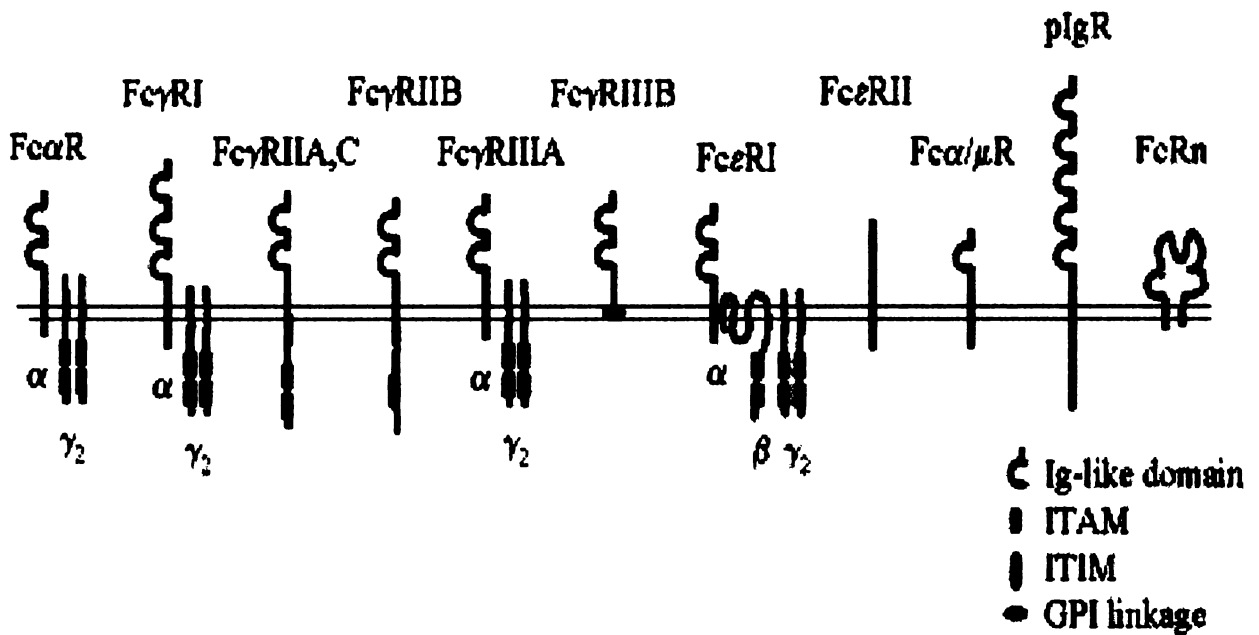 pIgR
FcγRI
FcγRIIB
FcγRIIIB
FcεRII
FcαR
FcγRIIA,C
FcγRIIIA
FcεRI
Fcα/μR
FcRn
α
α
α
α
γ₂
γ₂
γ₂
β
γ₂
Ig-like domain
ITAM
ITIM
GPI linkage